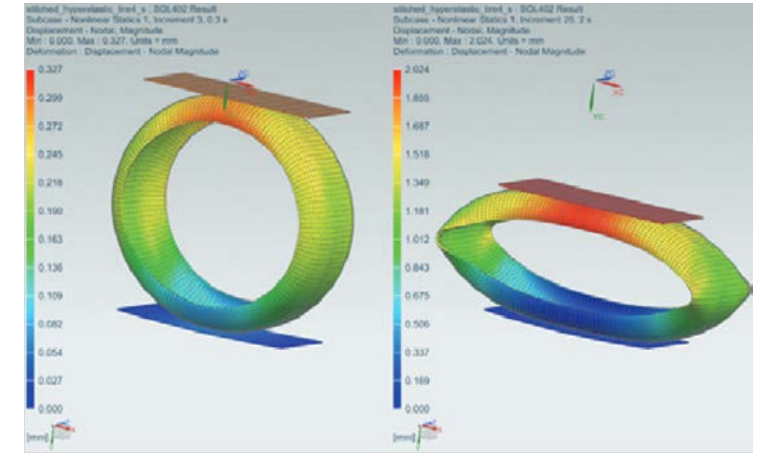 stitched_hyperelastic_tire4_s : SOL402 Result
Subcase - Nonlinear Statics 1, Increment 3, 0.3 s
Displacement - Nodal, Magnitude
Min : 0.000, Max : 0.327, Units = mm
Deformation : Displacement - Nodal Magnitude
0.327
0.299
0.272
0.245
0.218
0.190
0.163
0.136
0.109
0.082
0.054
0.027
0.000
[mm]
stitched_hyperelastic_tire4_s : SOL402 Result
Subcase - Nonlinear Statics 1, Increment 20, 2 s
Displacement - Nodal, Magnitude
Min : 0.000, Max : 2.024, Units = mm
Deformation : Displacement - Nodal Magnitude
2.024
1.855
1.687
1.518
1.349
1.181
1.012
0.843
0.675
0.506
0.337
0.169
0.000
[mm]
XC
YC